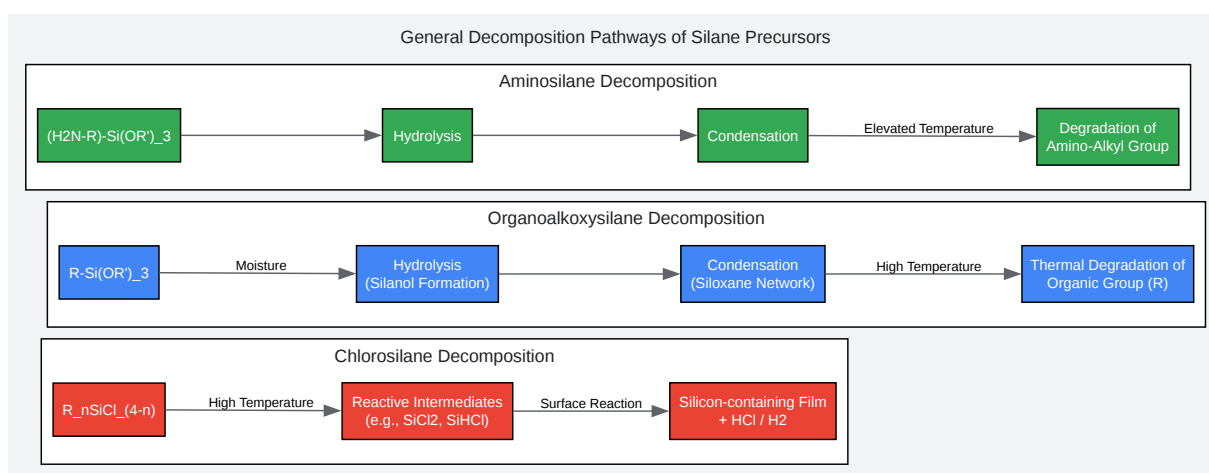 General Decomposition Pathways of Silane Precursors
Aminosilane Decomposition
(H2N-R)-Si(OR')_3
Hydrolysis
Condensation
Elevated Temperature
Degradation of
Amino-Alkyl Group
Organoalkoxysilane Decomposition
R-Si(OR')_3
Moisture
Hydrolysis
(Silanol Formation)
Condensation
(Siloxane Network)
High Temperature
Thermal Degradation of
Organic Group (R)
Chlorosilane Decomposition
R_nSiCl_(4-n)
High Temperature
Reactive Intermediates
(e.g., SiCl2, SiHCl)
Surface Reaction
Silicon-containing Film
+ HCl / H2